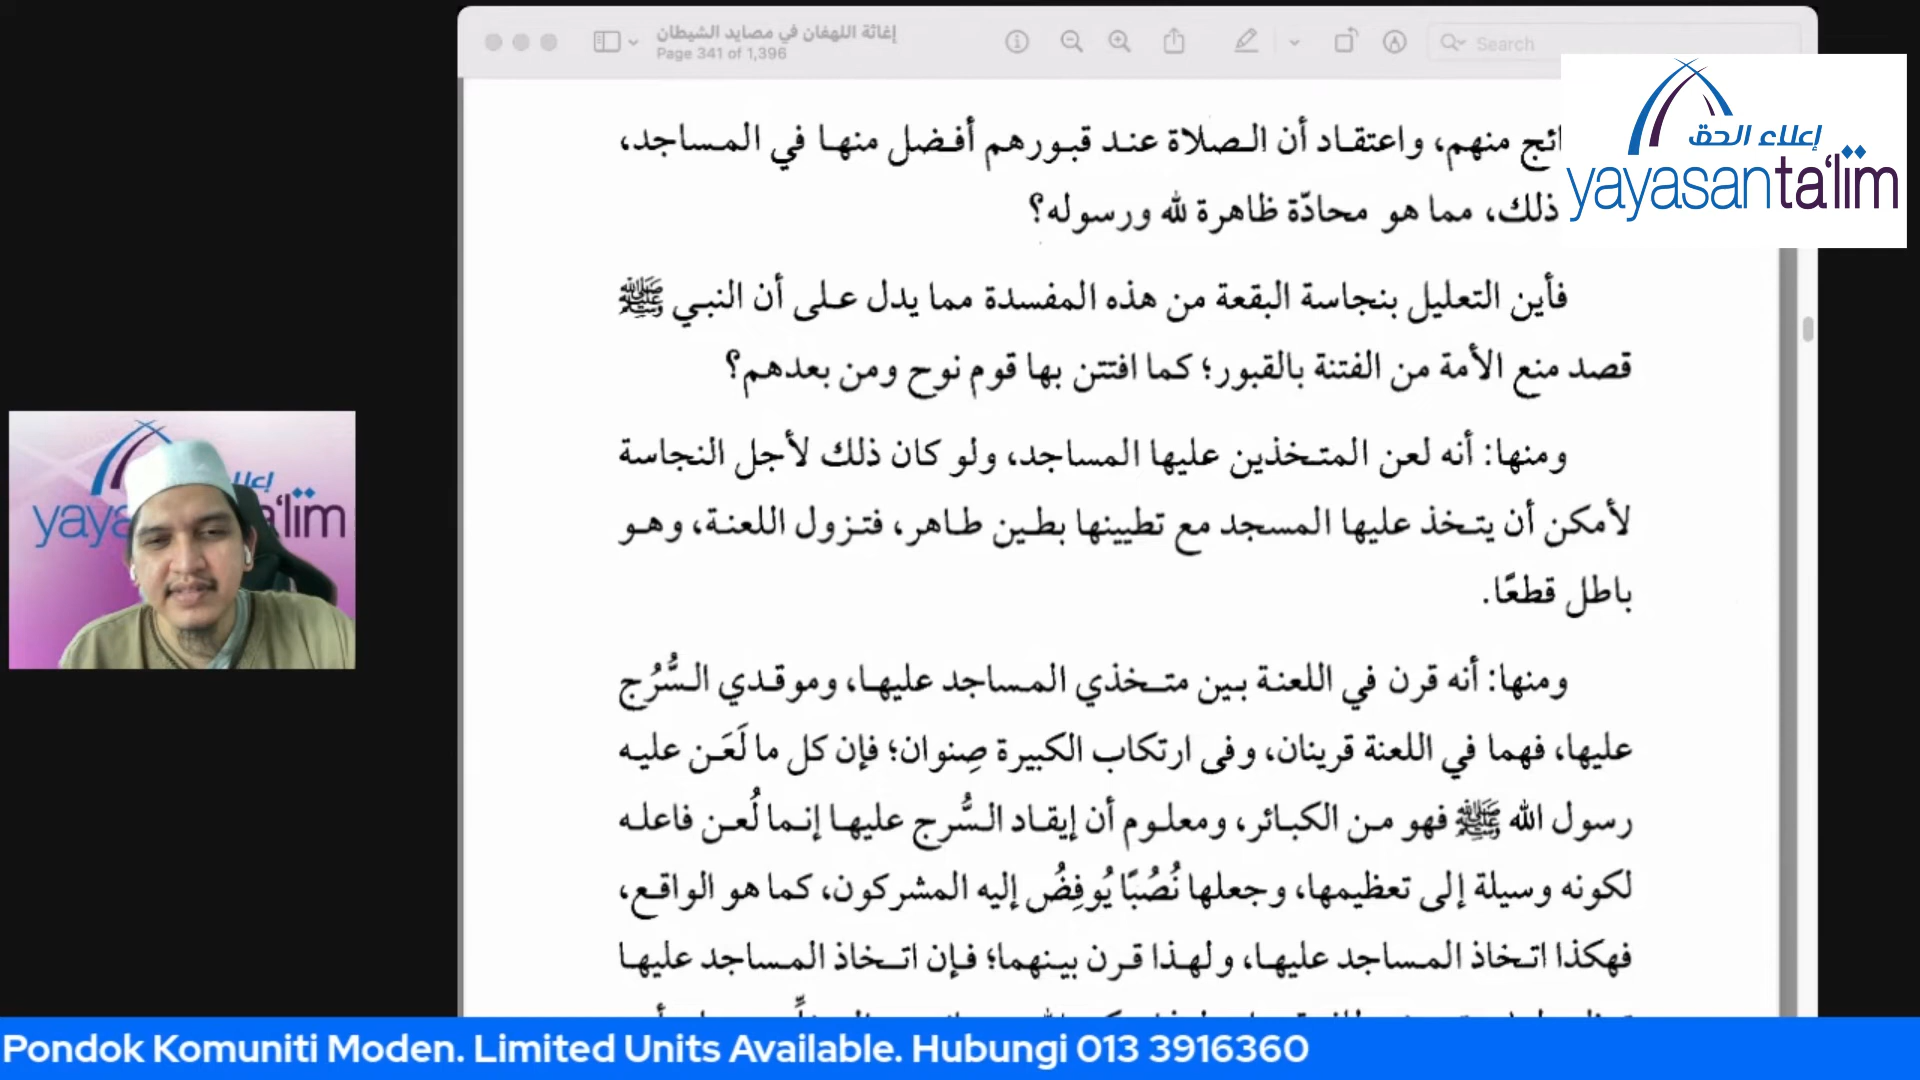 إغاثة اللهفان في مصايد الشيطان
Page 341 of 1,396
Search
إعلاء الحق
yayasanta'lim
منهم، واعتقاد أن الصلاة عند قبورهم أفضل منها في المساجد،
ذلك، مما هو محادّة ظاهرة لله ورسوله؟
فأين التعليل بنجاسة البقعة من هذه المفسدة مما يدل على أن النبي ﷺ
قصد منع الأمة من الفتنة بالقبور؛ كما افتتن بها قوم نوح ومن بعدهم؟
ومنها: أنه لعن المتخذين عليها المساجد، ولو كان ذلك لأجل النجاسة
لأمكن أن يتخذ عليها المسجد مع تطيينها بطين طاهر، فتزول اللعنة، وهو
باطل قطعًا.
ومنها: أنه قرن في اللعنة بين متخذي المساجد عليها، وموقدي السُّرُج
عليها، فهما في اللعنة قرينان، وفى ارتكاب الكبيرة صِنوان؛ فإن كل ما لَعَن عليه
رسول الله ﷺ فهو من الكبائر، ومعلوم أن إيقاد السُّرج عليها إنما لُعن فاعله
لكونه وسيلة إلى تعظيمها، وجعلها نُصُبًا يُوفِضُ إليه المشركون، كما هو الواقع،
فهكذا اتخاذ المساجد عليها، ولهذا قرن بينهما؛ فإن اتخاذ المساجد عليها
Pondok Komuniti Moden. Limited Units Available. Hubungi 013 3916360